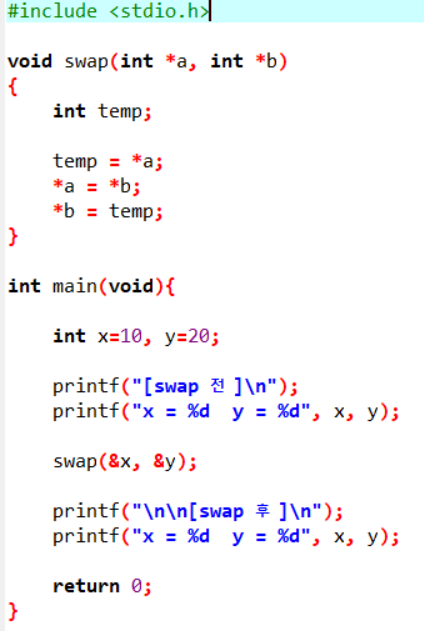 #include <stdio.h>
void swap(int *a, int *b)
{
    int temp;
    temp = *a;
    *a = *b;
    *b = temp;
}
int main(void){
    int x=10, y=20;
    printf("[swap 전 ]\n");
    printf("x = %d  y = %d", x, y);
    swap(&x, &y);
    printf("\n\n[swap 후 ]\n");
    printf("x = %d  y = %d", x, y);
    return 0;
}